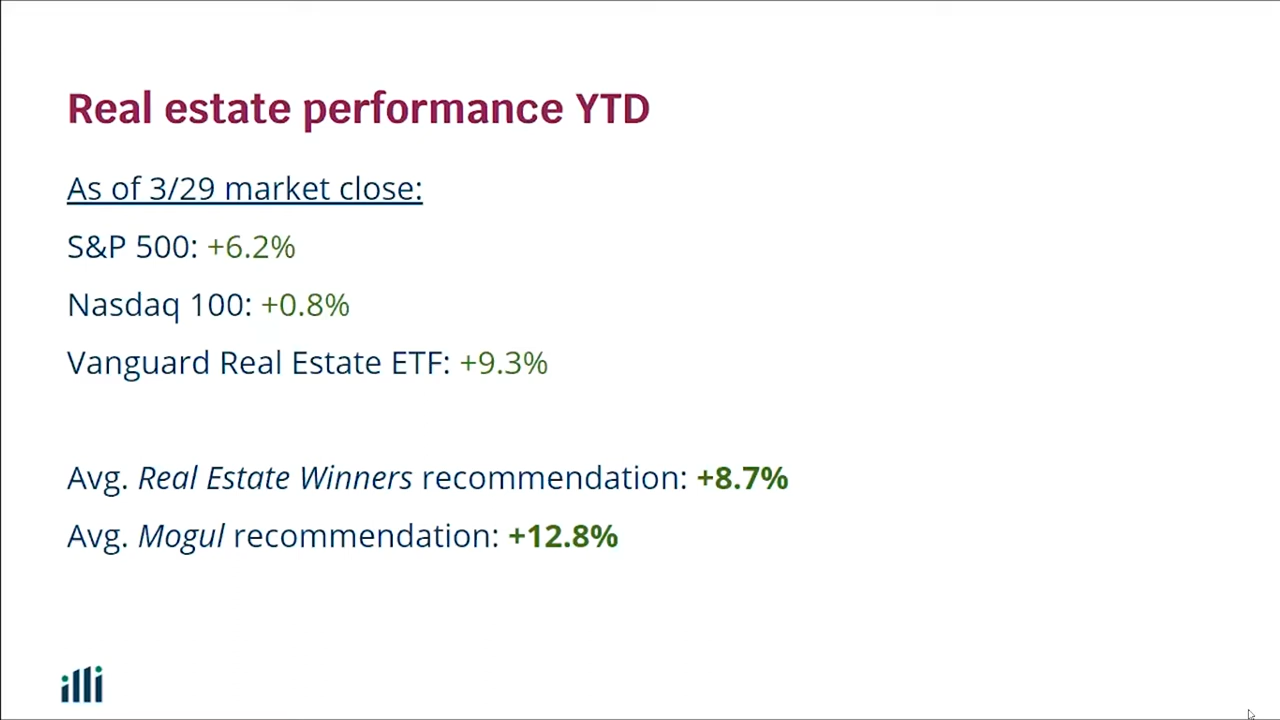 Real estate performance YTD
As of 3/29 market close:
S&P 500: +6.2%
Nasdaq 100: +0.8%
Vanguard Real Estate ETF: +9.3%
Avg. Real Estate Winners recommendation: +8.7%
Avg. Mogul recommendation: +12.8%